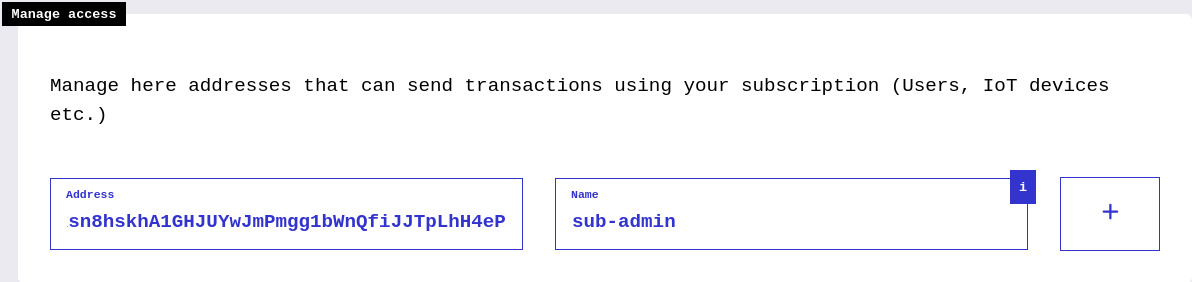 Manage access
Manage here addresses that can send transactions using your subscription (Users, IoT devices
etc.)
Address
sn8hskhA1GHJUYwJmPmgg1bWnQfiJJTpLhH4eP
Name
sub-admin
i
+